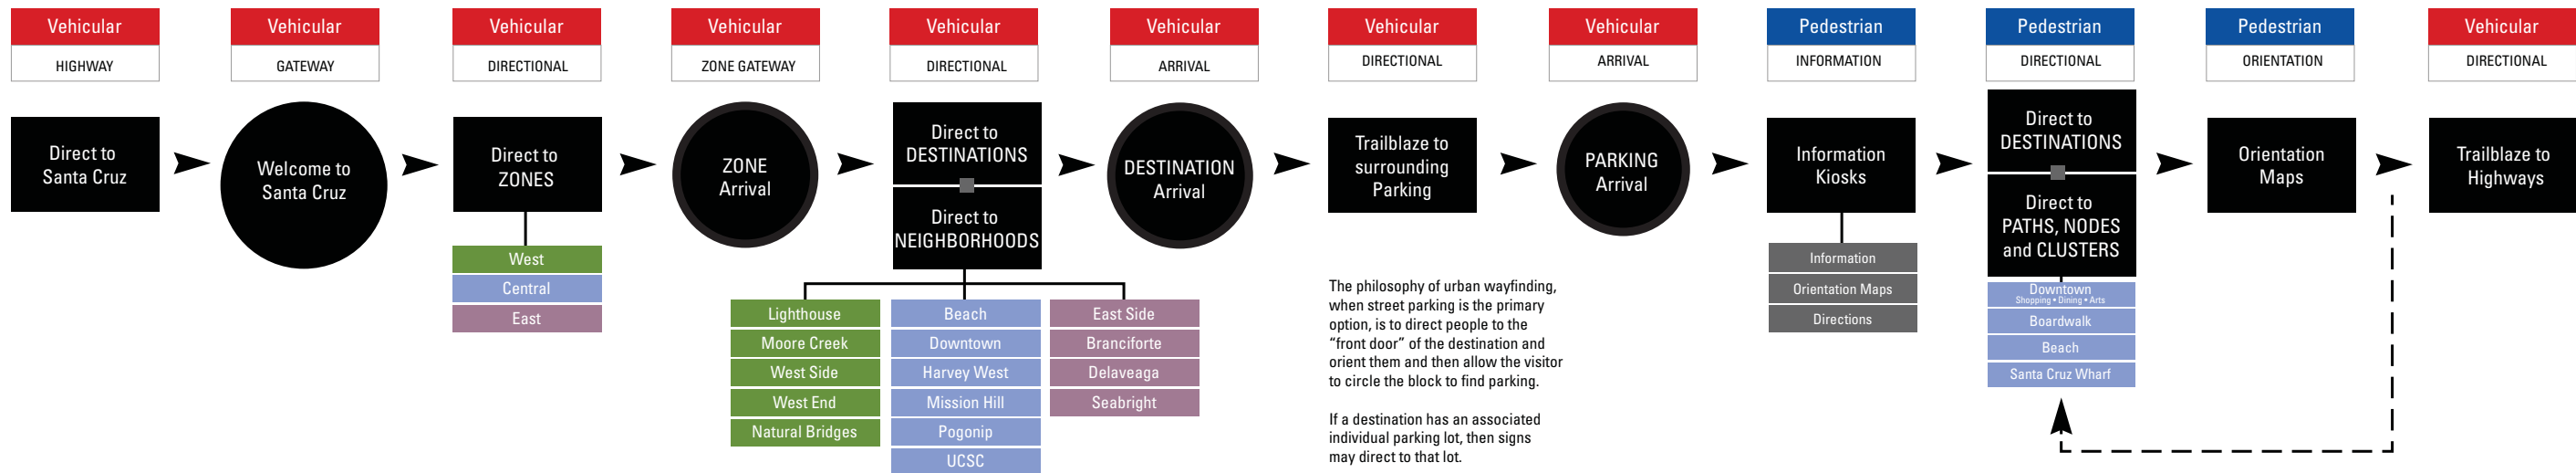 Vehicular
HIGHWAY
Direct to
Santa Cruz
Vehicular
GATEWAY
Welcome to
Santa Cruz
Vehicular
DIRECTIONAL
Direct to
ZONES
West
Central
East
Vehicular
ZONE GATEWAY
ZONE
Arrival
Vehicular
DIRECTIONAL
Direct to
DESTINATIONS
Direct to
NEIGHBORHOODS
Lighthouse
Moore Creek
West Side
West End
Natural Bridges
Beach
Downtown
Harvey West
Mission Hill
Pogonip
UCSC
East Side
Branciforte
Delaveaga
Seabright
Vehicular
ARRIVAL
DESTINATION
Arrival
Vehicular
DIRECTIONAL
Trailblaze to
surrounding
Parking
The philosophy of urban wayfinding,
when street parking is the primary
option, is to direct people to the
“front door” of the destination and
orient them and then allow the visitor
to circle the block to find parking.
If a destination has an associated
individual parking lot, then signs
may direct to that lot.
Vehicular
ARRIVAL
PARKING
Arrival
Pedestrian
INFORMATION
Information
Kiosks
Information
Orientation Maps
Directions
Pedestrian
DIRECTIONAL
Direct to
DESTINATIONS
Direct to
PATHS, NODES
and CLUSTERS
Downtown
Shopping • Dining • Arts
Boardwalk
Beach
Santa Cruz Wharf
Pedestrian
ORIENTATION
Orientation
Maps
Vehicular
DIRECTIONAL
Trailblaze to
Highways